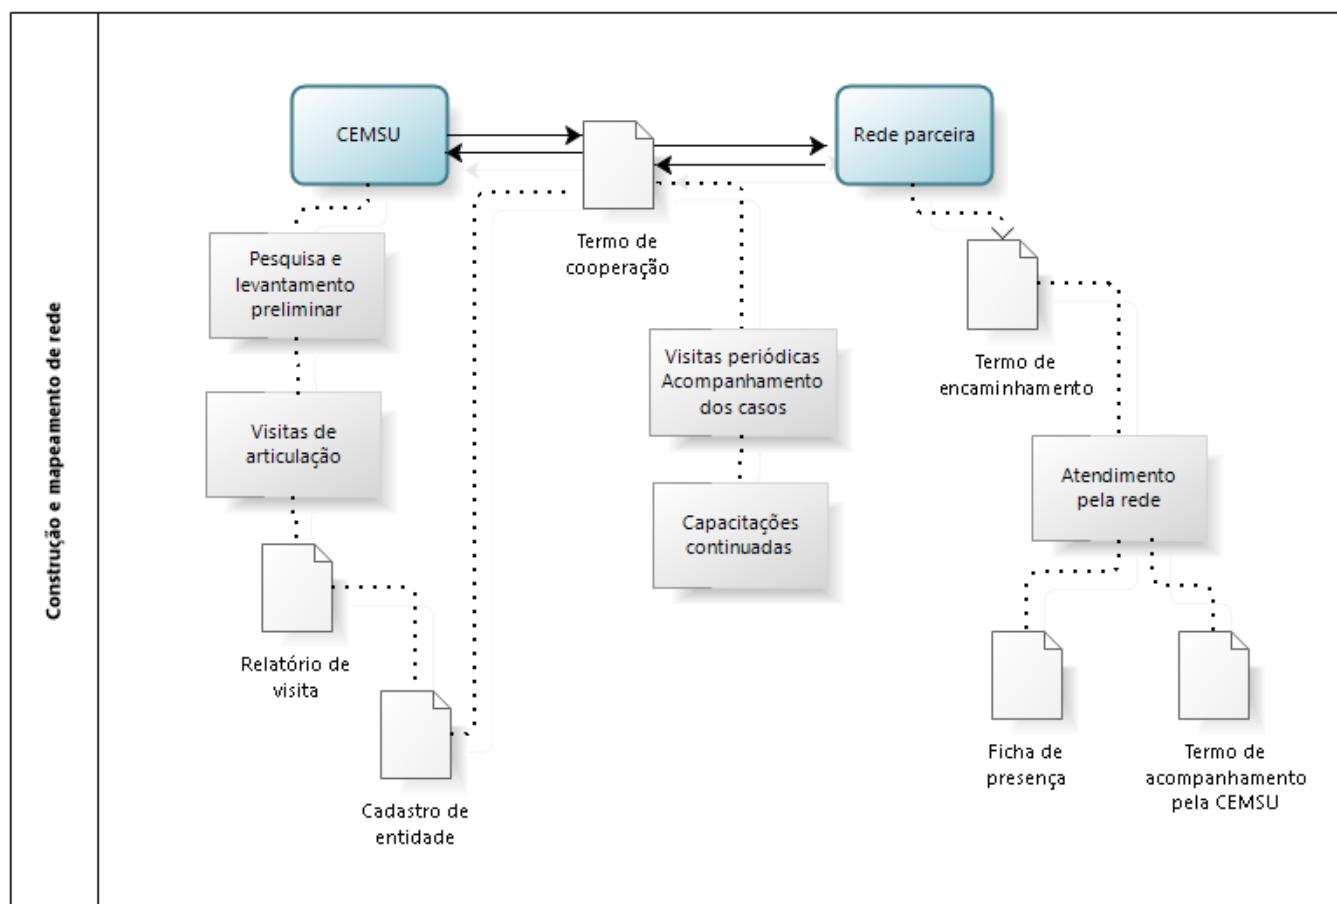 Construção e mapeamento de rede
CEMSU
Rede parceira
Termo de
cooperação
Pesquisa e
levantamento
preliminar
Visitas de
articulação
Relatório de
visita
Cadastro de
entidade
Visitas periódicas
Acompanhamento
dos casos
Capacitações
continuadas
Termo de
encaminhamento
Atendimento
pela rede
Ficha de
presença
Termo de
acompanhamento
pela CEMSU